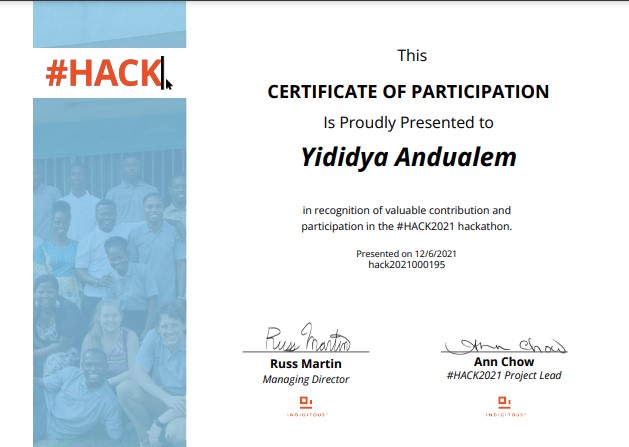 #HACK
This
CERTIFICATE OF PARTICIPATION
Is Proudly Presented to
Yididya Andualem
in recognition of valuable contribution and
participation in the #HACK2021 hackathon.
Presented on 12/6/2021
hack2021000195
Russ Martin
Russ Martin
Managing Director
INDIGITOUS
Ann Chow
Ann Chow
#HACK2021 Project Lead
INDIGITOUS